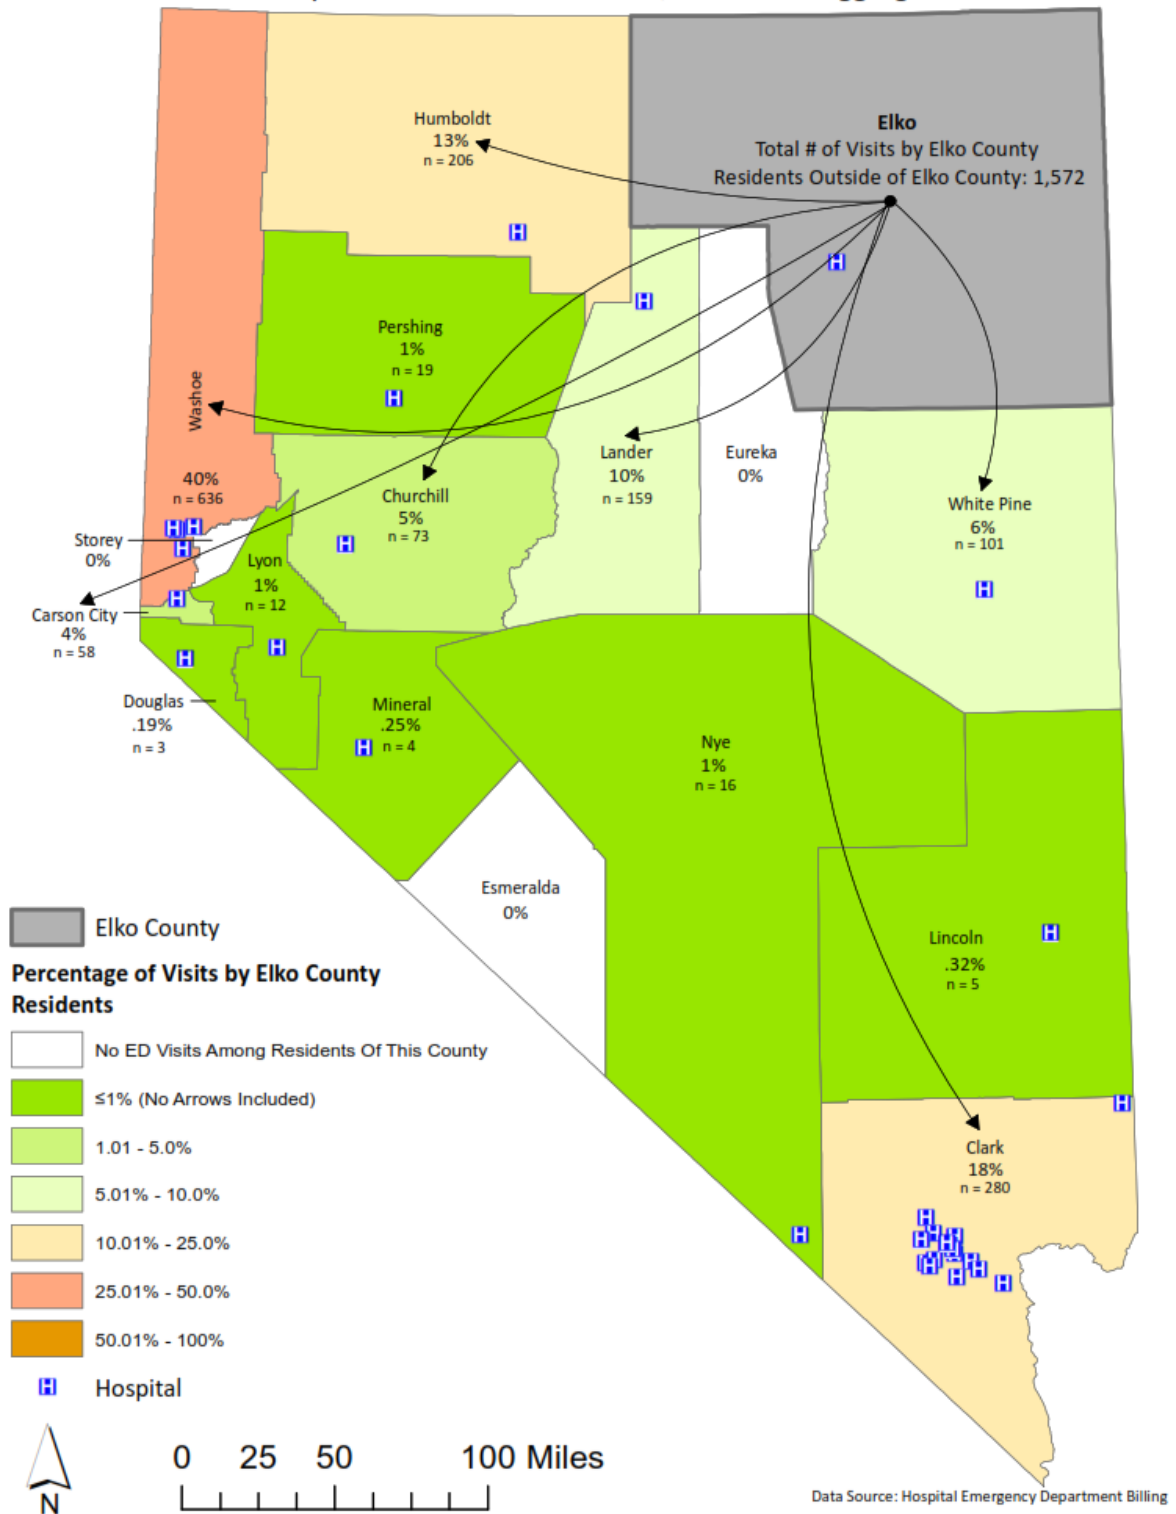 Elko
Total # of Visits by Elko County
Residents Outside of Elko County: 1,572
Humboldt
13%
n = 206
Pershing
1%
n = 19
Washoe
40%
n = 636
Churchill
5%
n = 73
Lander
10%
n = 159
Eureka
0%
White Pine
6%
n = 101
Storey
0%
Lyon
1%
n = 12
Carson City
4%
n = 58
Douglas
.19%
n = 3
Mineral
.25%
n = 4
Nye
1%
n = 16
Esmeralda
0%
Lincoln
.32%
n = 5
Clark
18%
n = 280
Elko County
Percentage of Visits by Elko County
Residents
No ED Visits Among Residents Of This County
≤1% (No Arrows Included)
1.01 - 5.0%
5.01% - 10.0%
10.01% - 25.0%
25.01% - 50.0%
50.01% - 100%
H Hospital
N
0 25 50 100 Miles
Data Source: Hospital Emergency Department Billing